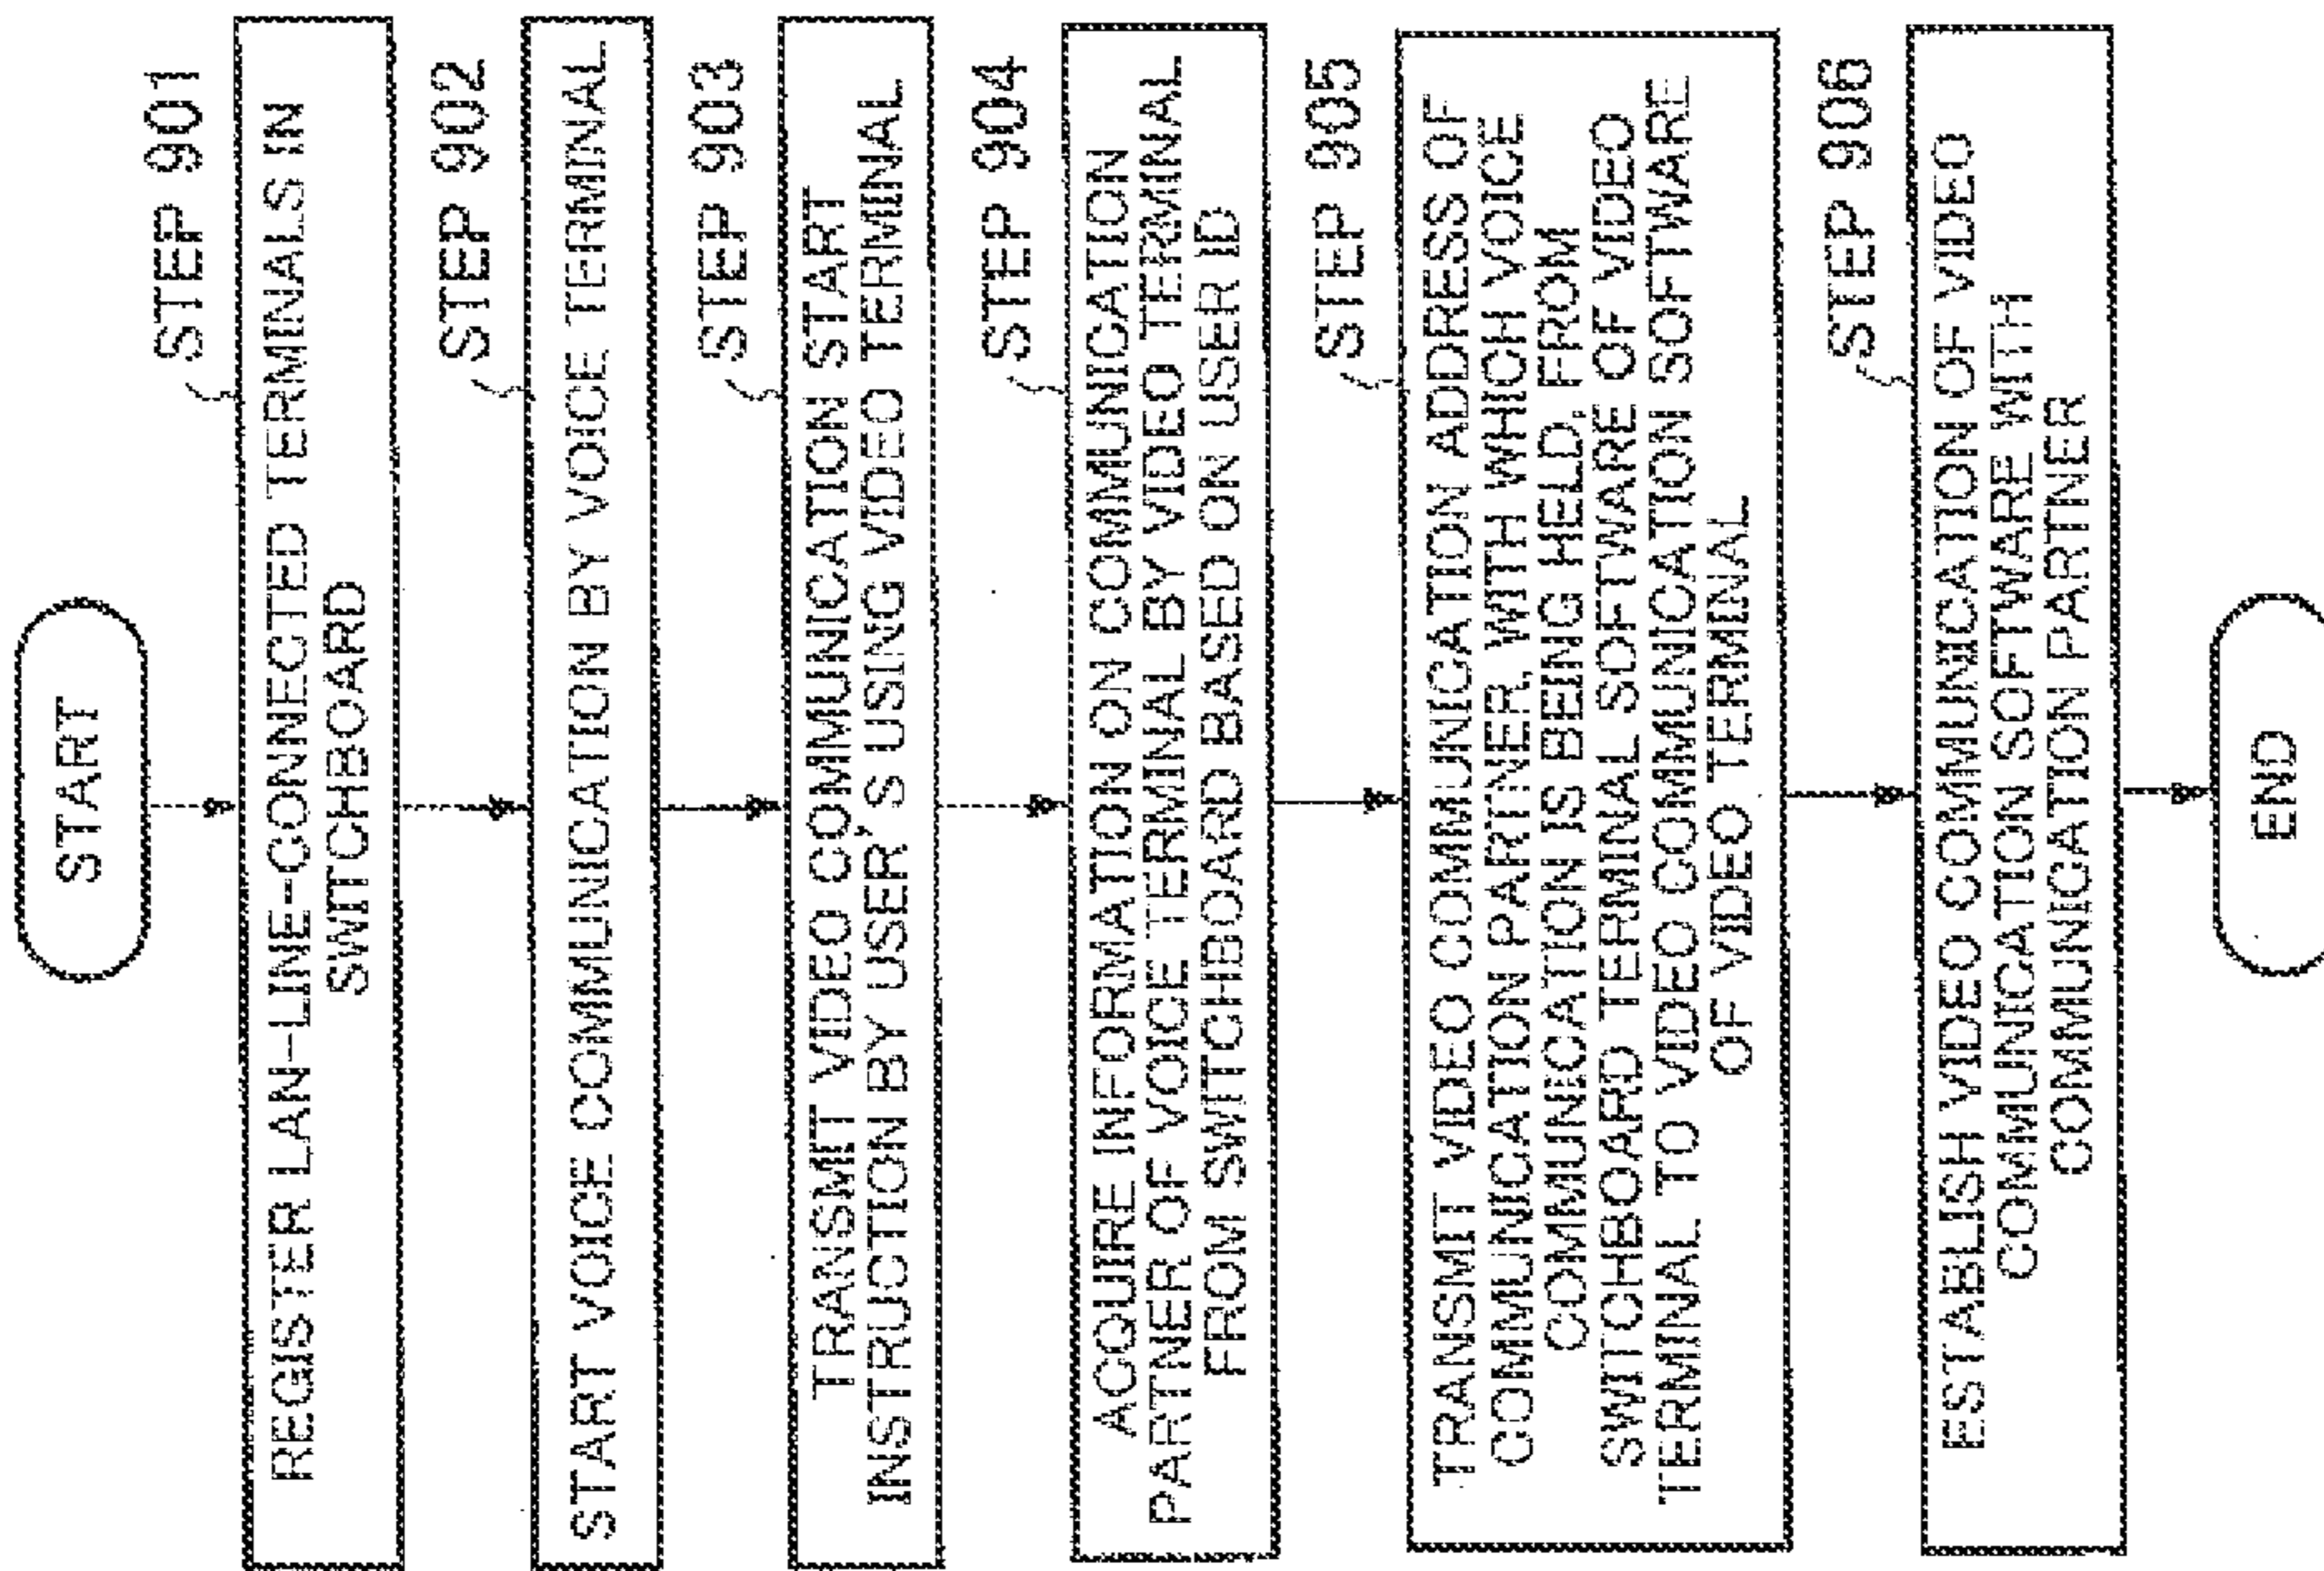 START
STEP 901
REGISTER LAN-LINE-CONNECTED TERMINALS IN
SWITCHBOARD
STEP 902
START VOICE COMMUNICATION BY VOICE TERMINAL
STEP 903
TRANSMIT VIDEO COMMUNICATION START
INSTRUCTION BY USER'S USING VIDEO TERMINAL
STEP 904
ACQUIRE INFORMATION ON COMMUNICATION
PARTNER OF VOICE TERMINAL BY VIDEO TERMINAL
FROM SWITCHBOARD BASED ON USER ID
STEP 905
TRANSMIT VIDEO COMMUNICATION ADDRESS OF
COMMUNICATION PARTNER, WITH WHICH VOICE
COMMUNICATION IS BEING HELD, FROM
SWITCHBOARD TERMINAL SOFTWARE OF VIDEO
TERMINAL TO VIDEO COMMUNICATION SOFTWARE
OF VIDEO TERMINAL
STEP 906
ESTABLISH VIDEO COMMUNICATION OF VIDEO
COMMUNICATION SOFTWARE WITH
COMMUNICATION PARTNER
END